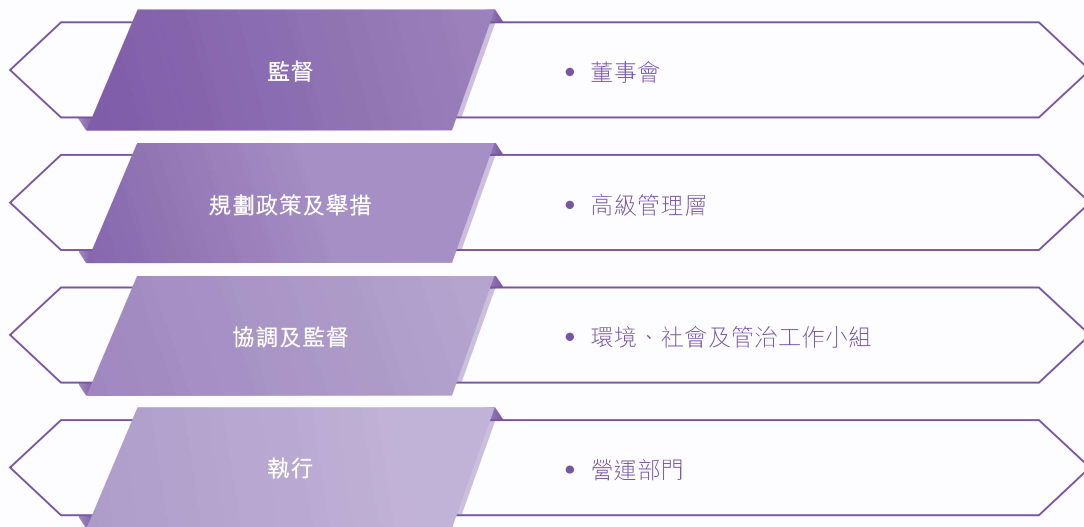 監督
• 董事會
規劃政策及舉措
• 高級管理層
協調及監督
• 環境、社會及管治工作小組
執行
• 營運部門